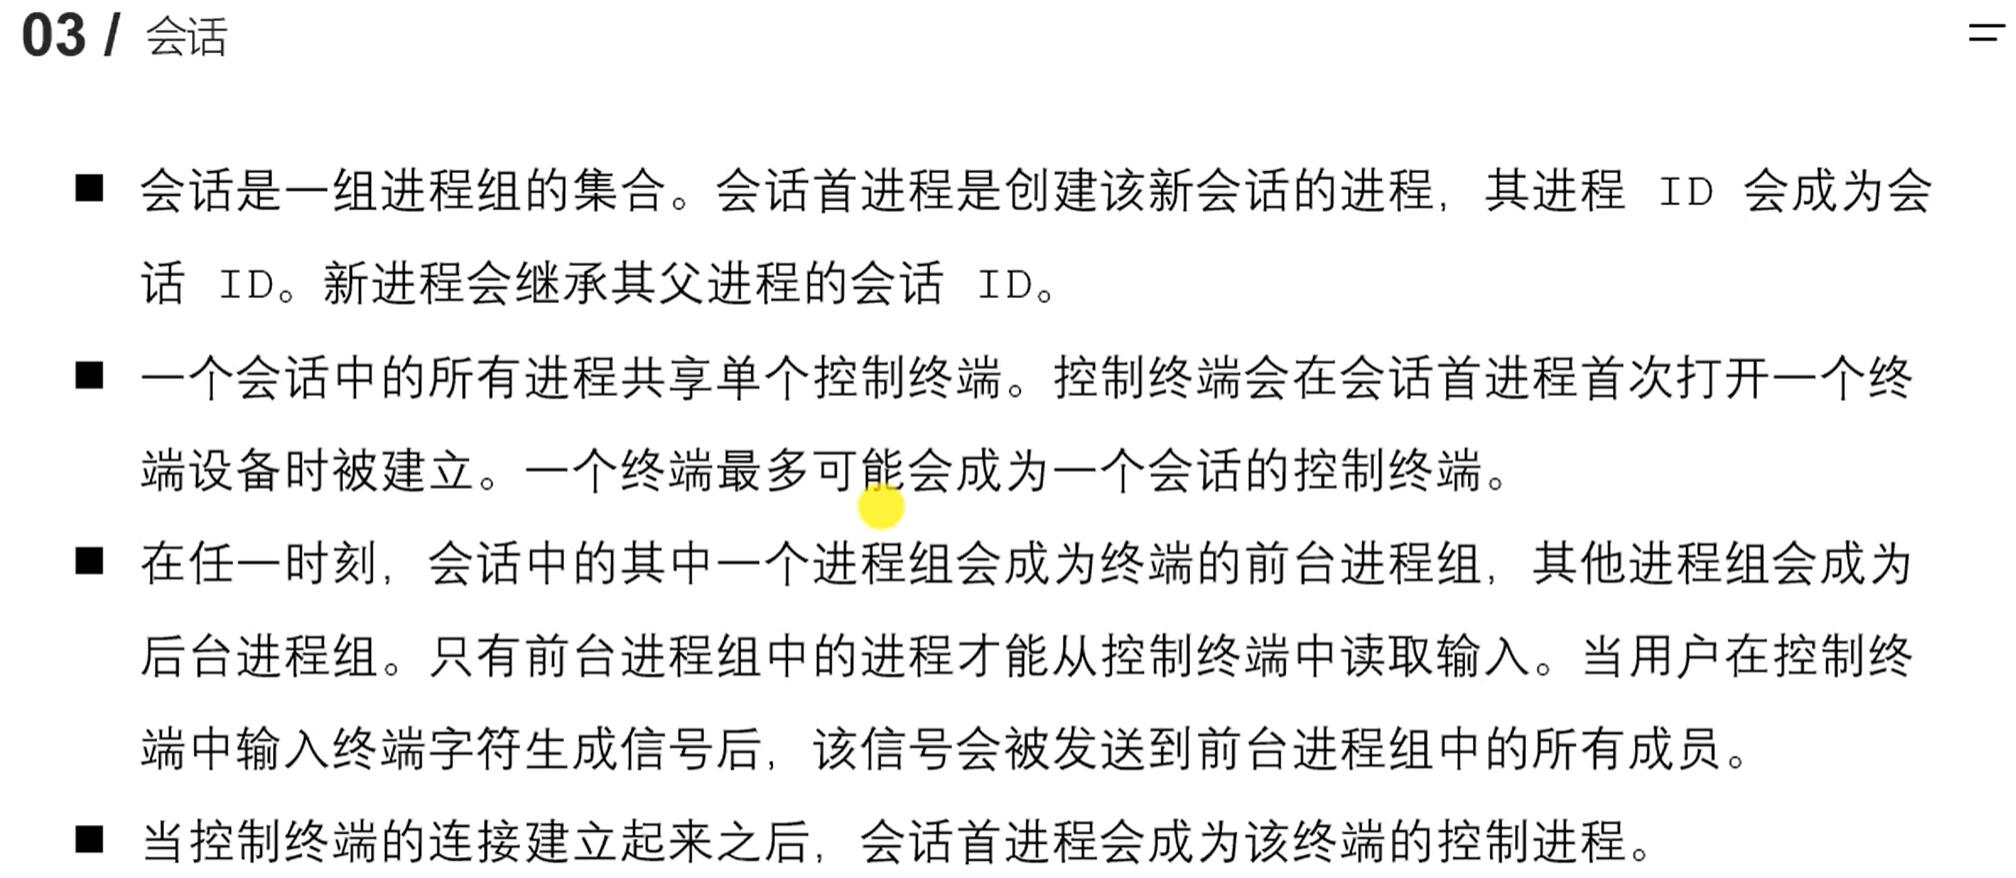 03 / 会话
■ 会话是一组进程组的集合。会话首进程是创建该新会话的进程，其进程 ID 会成为会
话 ID。新进程会继承其父进程的会话 ID。
■ 一个会话中的所有进程共享单个控制终端。控制终端会在会话首进程首次打开一个终
端设备时被建立。一个终端最多可能会成为一个会话的控制终端。
■ 在任一时刻，会话中的其中一个进程组会成为终端的前台进程组，其他进程组会成为
后台进程组。只有前台进程组中的进程才能从控制终端中读取输入。当用户在控制终
端中输入终端字符生成信号后，该信号会被发送到前台进程组中的所有成员。
■ 当控制终端的连接建立起来之后，会话首进程会成为该终端的控制进程。